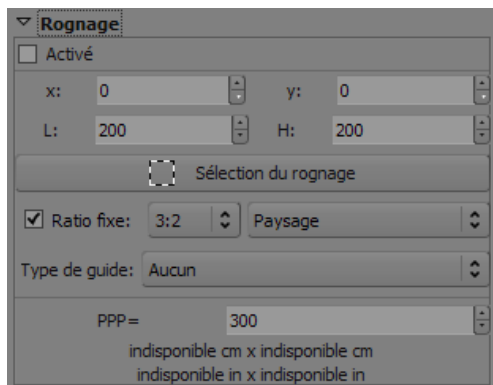 Rognage
Activé
x: 0 y: 0
L: 200 H: 200
Sélection du rognage
Ratio fixe: 3:2 Paysage
Type de guide: Aucun
PPP= 300
indisponible cm x indisponible cm
indisponible in x indisponible in